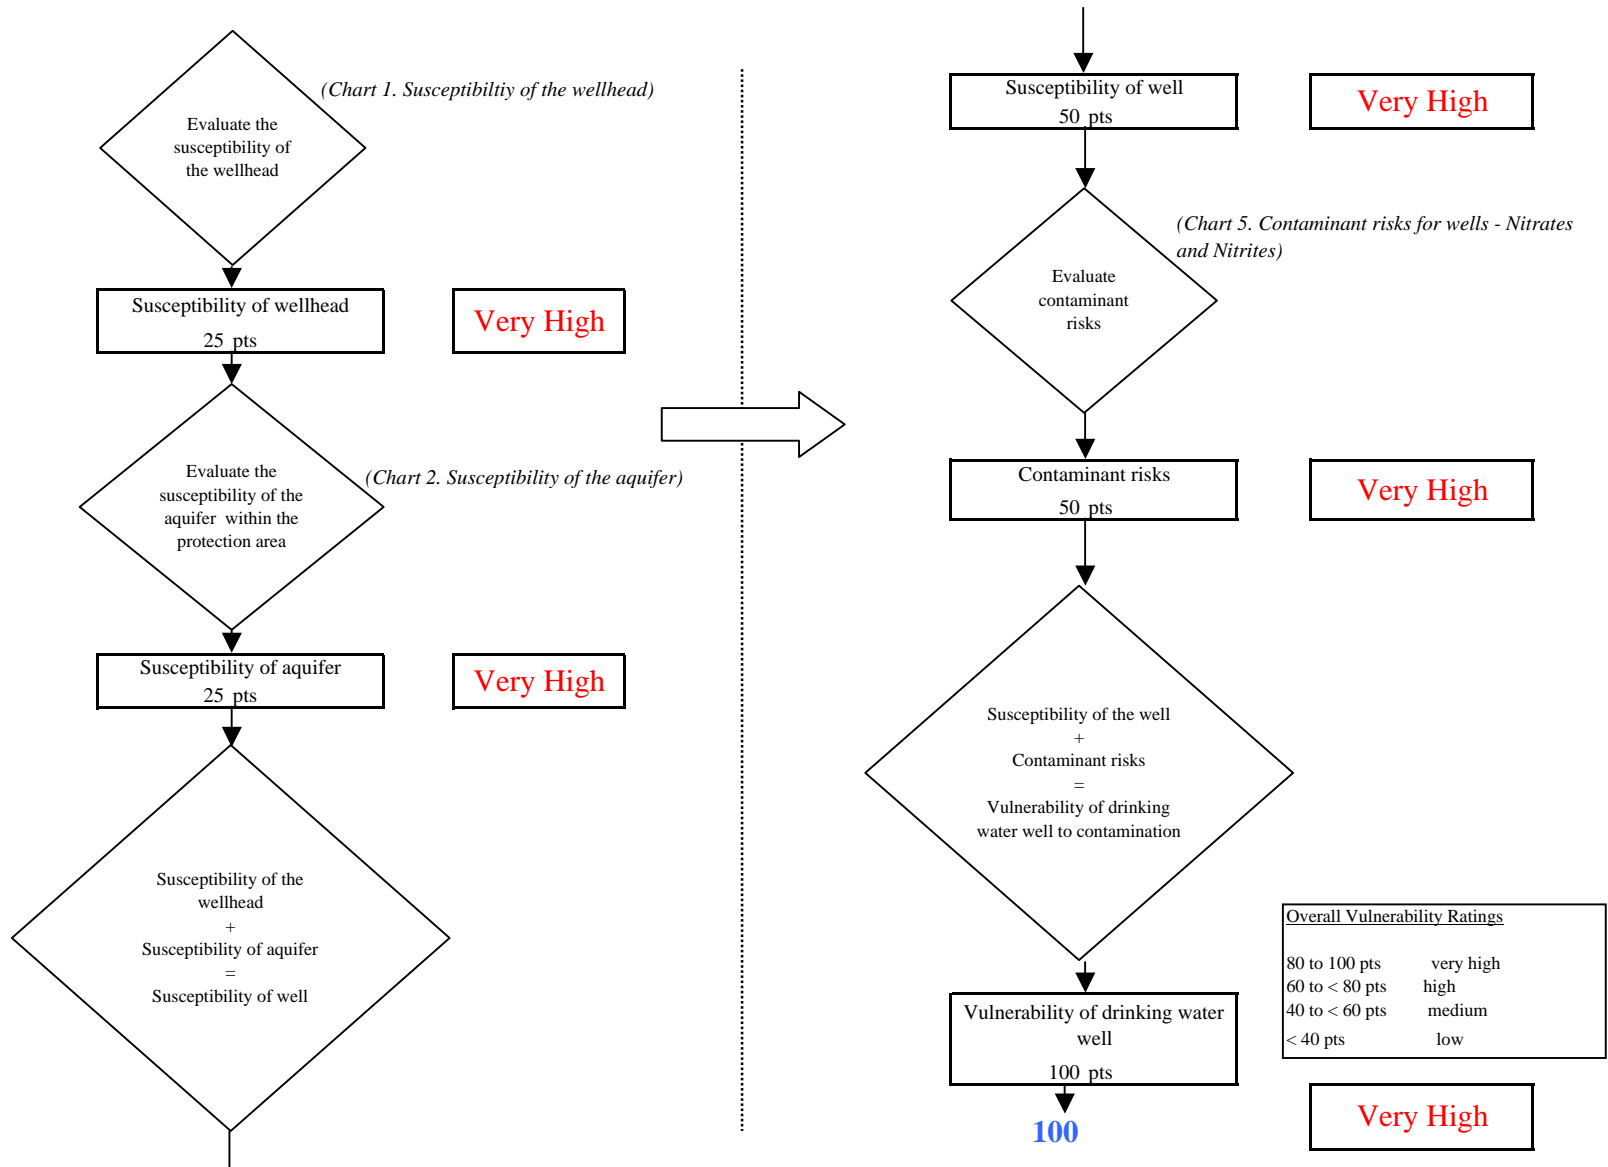 (Chart 1. Susceptibiltiy of the wellhead)
Evaluate the
susceptibility of
the wellhead
Susceptibility of wellhead
25 pts
Very High
Evaluate the
susceptibility of the
aquifer within the
protection area
(Chart 2. Susceptibility of the aquifer)
Susceptibility of aquifer
25 pts
Very High
Susceptibility of the
wellhead
+
Susceptibility of aquifer
=
Susceptibility of well
Susceptibility of well
50 pts
Very High
(Chart 5. Contaminant risks for wells - Nitrates
and Nitrites)
Evaluate
contaminant
risks
Contaminant risks
50 pts
Very High
Susceptibility of the well
+
Contaminant risks
=
Vulnerability of drinking
water well to contamination
Overall Vulnerability Ratings
80 to 100 pts very high
60 to < 80 pts high
40 to < 60 pts medium
< 40 pts low
Vulnerability of drinking water
well
100 pts
100
Very High